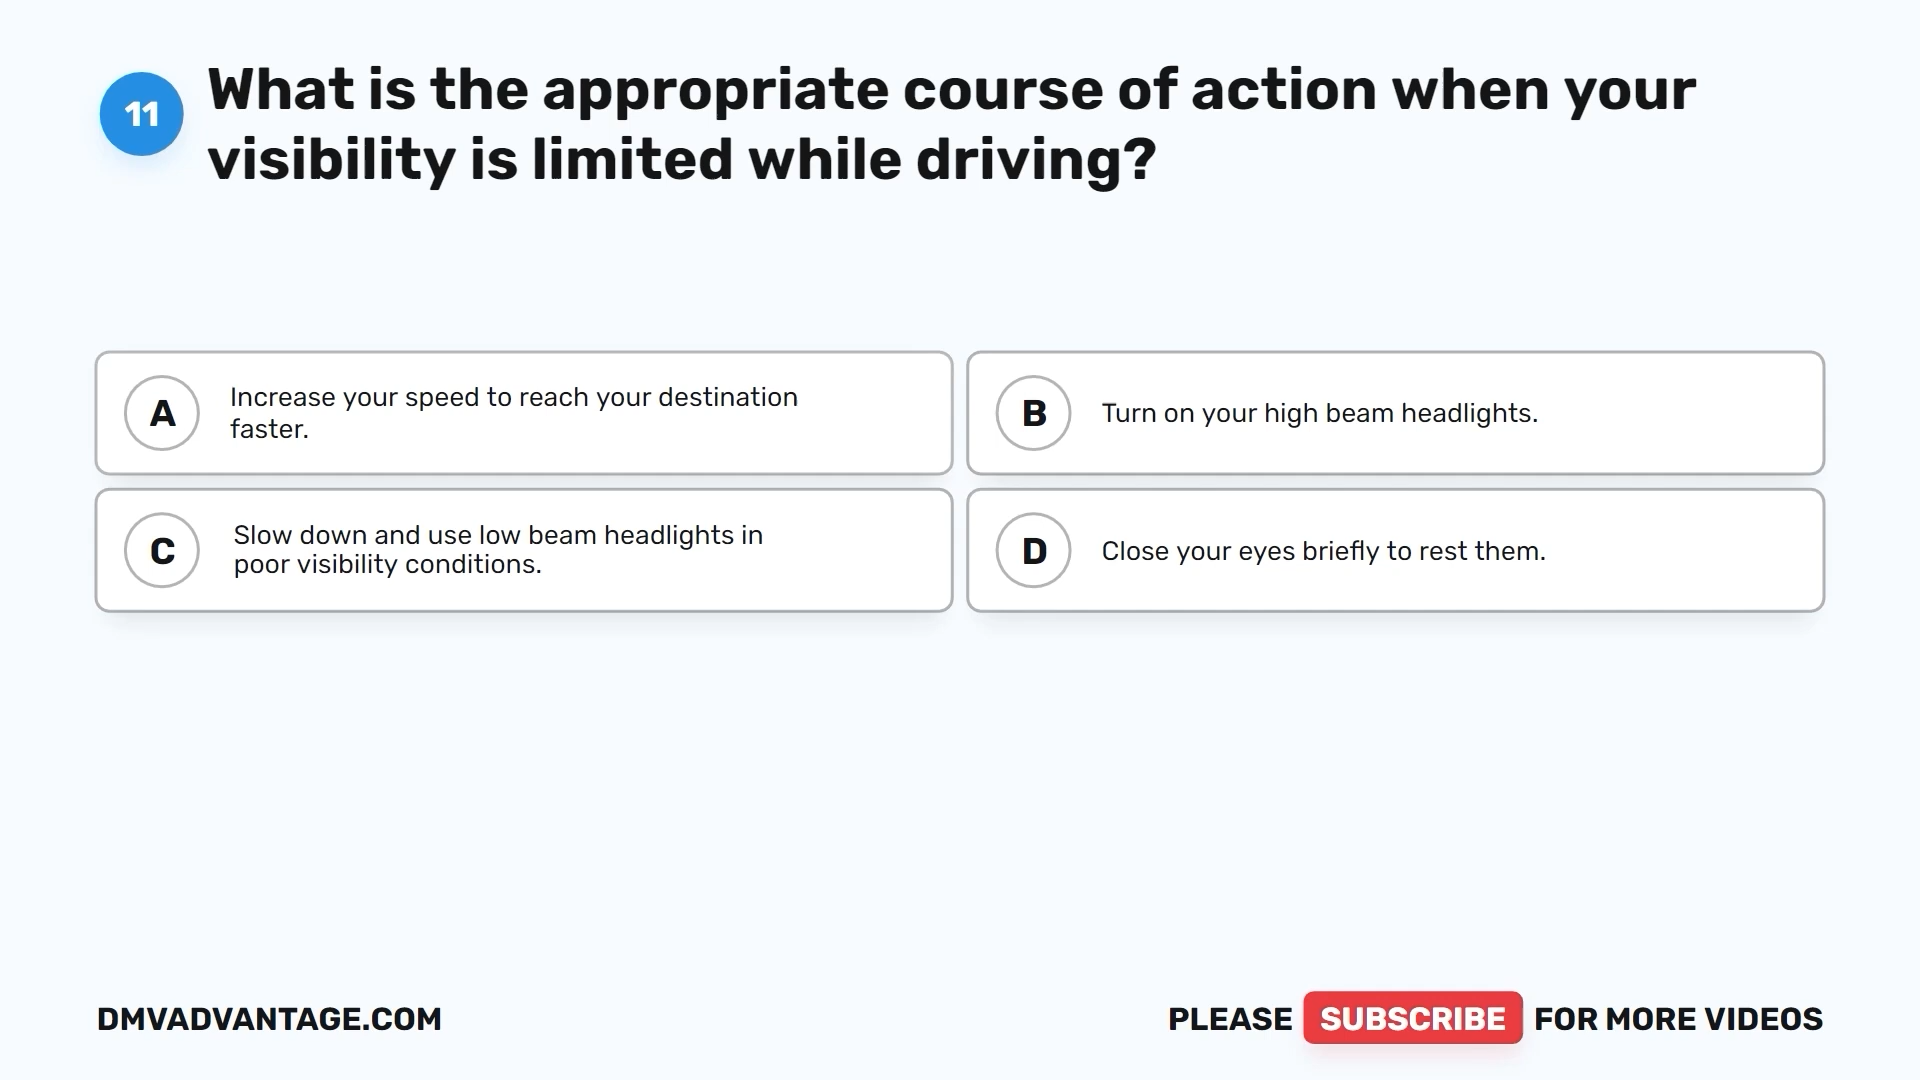 11
What is the appropriate course of action when your
visibility is limited while driving?
A
Increase your speed to reach your destination
faster.
B
Turn on your high beam headlights.
C
Slow down and use low beam headlights in
poor visibility conditions.
D
Close your eyes briefly to rest them.
DMVADVANTAGE.COM
PLEASE SUBSCRIBE FOR MORE VIDEOS